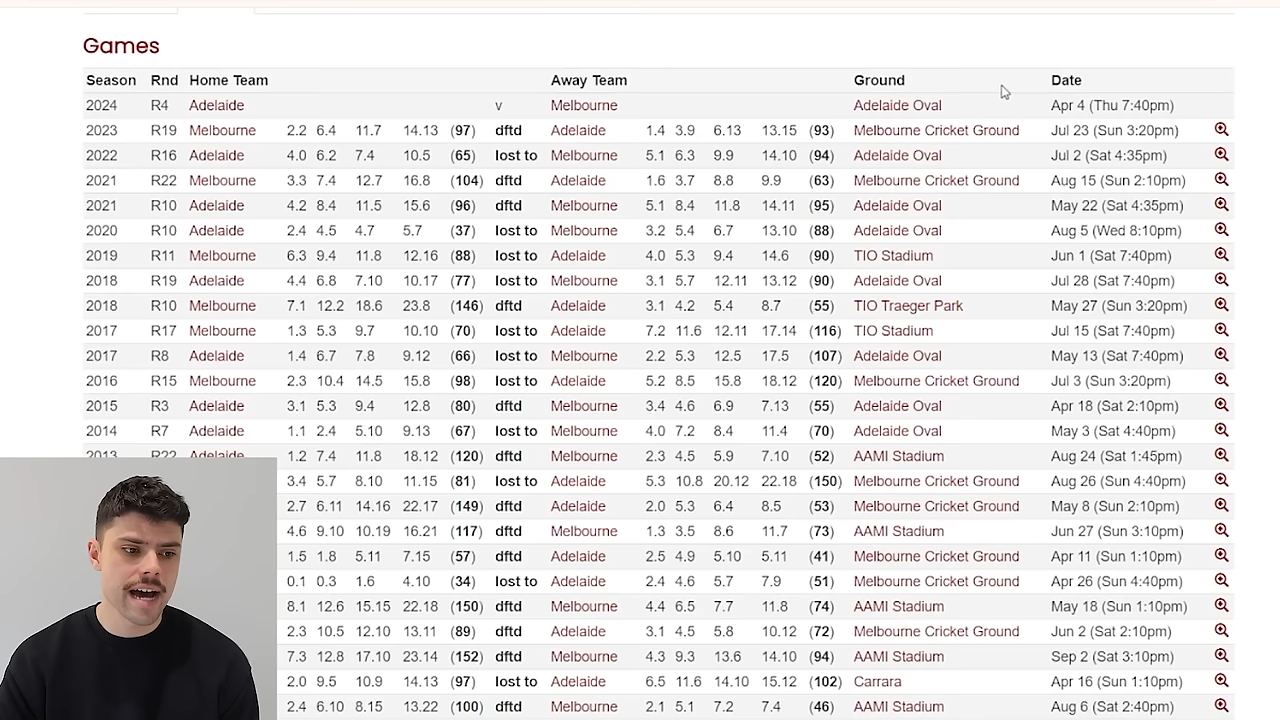 Games
Season Rnd Home Team Away Team Ground Date
2024 R4 Adelaide v Melbourne Adelaide Oval Apr 4 (Thu 7:40pm)
2023 R19 Melbourne 2.2 6.4 11.7 14.13 (97) dftd Adelaide 1.4 3.9 6.13 13.15 (93) Melbourne Cricket Ground Jul 23 (Sun 3:20pm)
2022 R16 Adelaide 4.0 6.2 7.4 10.5 (65) lost to Melbourne 5.1 6.3 9.9 14.10 (94) Adelaide Oval Jul 2 (Sat 4:35pm)
2021 R22 Melbourne 3.3 7.4 12.7 16.8 (104) dftd Adelaide 1.6 3.7 8.8 9.9 (63) Melbourne Cricket Ground Aug 15 (Sun 2:10pm)
2021 R10 Adelaide 4.2 8.4 11.5 15.6 (96) dftd Melbourne 5.1 8.4 11.8 14.11 (95) Adelaide Oval May 22 (Sat 4:35pm)
2020 R10 Adelaide 2.4 4.5 4.7 5.7 (37) lost to Melbourne 3.2 5.4 6.7 13.10 (88) Adelaide Oval Aug 5 (Wed 8:10pm)
2019 R11 Melbourne 6.3 9.4 11.8 12.16 (88) lost to Adelaide 4.0 5.3 9.4 14.6 (90) TIO Stadium Jun 1 (Sat 7:40pm)
2018 R19 Adelaide 4.4 6.8 7.10 10.17 (77) lost to Melbourne 3.1 5.7 12.11 13.12 (90) Adelaide Oval Jul 28 (Sat 7:40pm)
2018 R10 Melbourne 7.1 12.2 18.6 23.8 (146) dftd Adelaide 3.1 4.2 5.4 8.7 (55) TIO Traeger Park May 27 (Sun 3:20pm)
2017 R17 Melbourne 1.3 5.3 9.7 10.10 (70) lost to Adelaide 7.2 11.6 12.11 17.14 (116) TIO Stadium Jul 15 (Sat 7:40pm)
2017 R8 Adelaide 1.4 6.7 7.8 9.12 (66) lost to Melbourne 2.2 5.3 12.5 17.5 (107) Adelaide Oval May 13 (Sat 7:40pm)
2016 R15 Melbourne 2.3 10.4 14.5 15.8 (98) lost to Adelaide 5.2 8.5 15.8 18.12 (120) Melbourne Cricket Ground Jul 3 (Sun 3:20pm)
2015 R3 Adelaide 3.1 5.3 9.4 12.8 (80) dftd Melbourne 3.4 4.6 6.9 7.13 (55) Adelaide Oval Apr 18 (Sat 2:10pm)
2014 R7 Adelaide 1.1 2.4 5.10 9.13 (67) lost to Melbourne 4.0 7.2 8.4 11.4 (70) Adelaide Oval May 3 (Sat 4:40pm)
2013 R22 Adelaide 1.2 7.4 11.8 18.12 (120) dftd Melbourne 2.3 4.5 5.9 7.10 (52) AAMI Stadium Aug 24 (Sat 1:45pm)
3.4 5.7 8.10 11.15 (81) lost to Adelaide 5.3 10.8 20.12 22.18 (150) Melbourne Cricket Ground Aug 26 (Sun 4:40pm)
2.7 6.11 14.16 22.17 (149) dftd Adelaide 2.0 5.3 6.4 8.5 (53) Melbourne Cricket Ground May 8 (Sun 2:10pm)
4.6 9.10 10.19 16.21 (117) dftd Melbourne 1.3 3.5 8.6 11.7 (73) AAMI Stadium Jun 27 (Sun 3:10pm)
1.5 1.8 5.11 7.15 (57) dftd Adelaide 2.5 4.9 5.10 5.11 (41) Melbourne Cricket Ground Apr 11 (Sun 1:10pm)
0.1 0.3 1.6 4.10 (34) lost to Adelaide 2.4 4.6 5.7 7.9 (51) Melbourne Cricket Ground Apr 26 (Sun 4:40pm)
8.1 12.6 15.15 22.18 (150) dftd Melbourne 4.4 6.5 7.7 11.8 (74) AAMI Stadium May 18 (Sun 1:10pm)
2.3 10.5 12.10 13.11 (89) dftd Adelaide 3.1 4.5 5.8 10.12 (72) Melbourne Cricket Ground Jun 2 (Sat 2:10pm)
7.3 12.8 17.10 23.14 (152) dftd Melbourne 4.3 9.3 13.6 14.10 (94) AAMI Stadium Sep 2 (Sat 3:10pm)
2.0 9.5 10.9 14.13 (97) lost to Adelaide 6.5 11.6 14.10 15.12 (102) Carrara Apr 16 (Sun 1:10pm)
2.4 6.10 8.15 13.22 (100) dftd Melbourne 2.1 5.1 7.2 7.4 (46) AAMI Stadium Aug 6 (Sat 2:40pm)